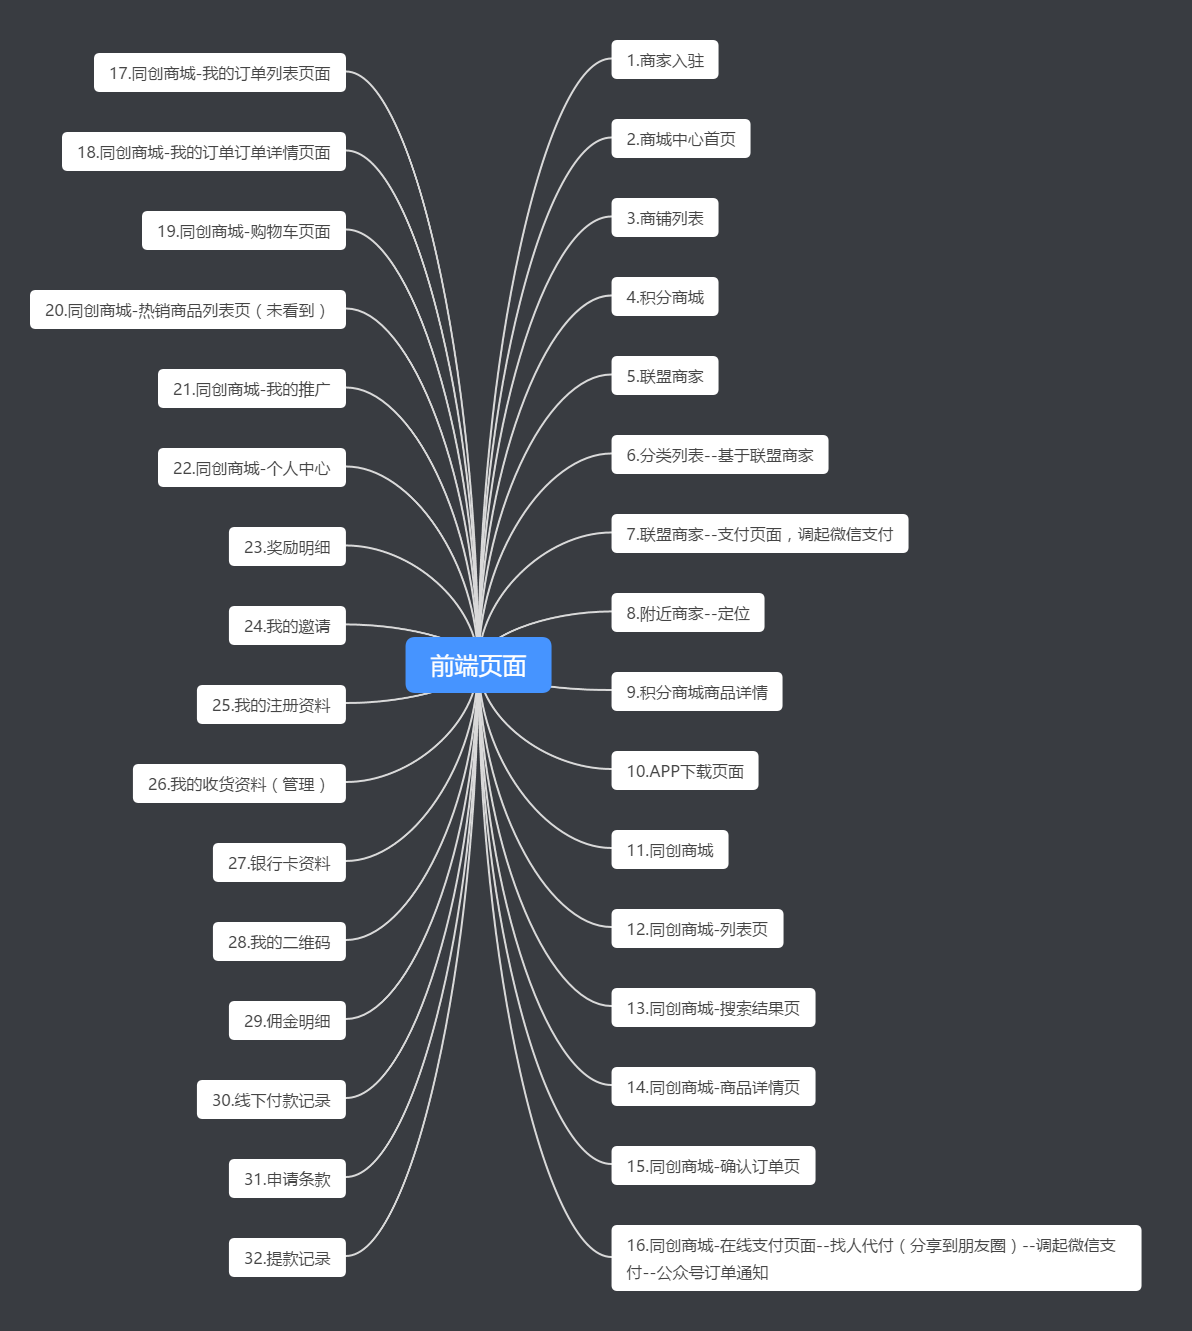 前端页面
1.商家入驻
2.商城中心首页
3.商铺列表
4.积分商城
5.联盟商家
6.分类列表--基于联盟商家
7.联盟商家--支付页面，调起微信支付
8.附近商家--定位
9.积分商城商品详情
10.APP下载页面
11.同创商城
12.同创商城-列表页
13.同创商城-搜索结果页
14.同创商城-商品详情页
15.同创商城-确认订单页
16.同创商城-在线支付页面--找人代付（分享到朋友圈）--调起微信支
付--公众号订单通知
17.同创商城-我的订单列表页面
18.同创商城-我的订单订单详情页面
19.同创商城-购物车页面
20.同创商城-热销商品列表页（未看到）
21.同创商城-我的推广
22.同创商城-个人中心
23.奖励明细
24.我的邀请
25.我的注册资料
26.我的收货资料（管理）
27.银行卡资料
28.我的二维码
29.佣金明细
30.线下付款记录
31.申请条款
32.提款记录